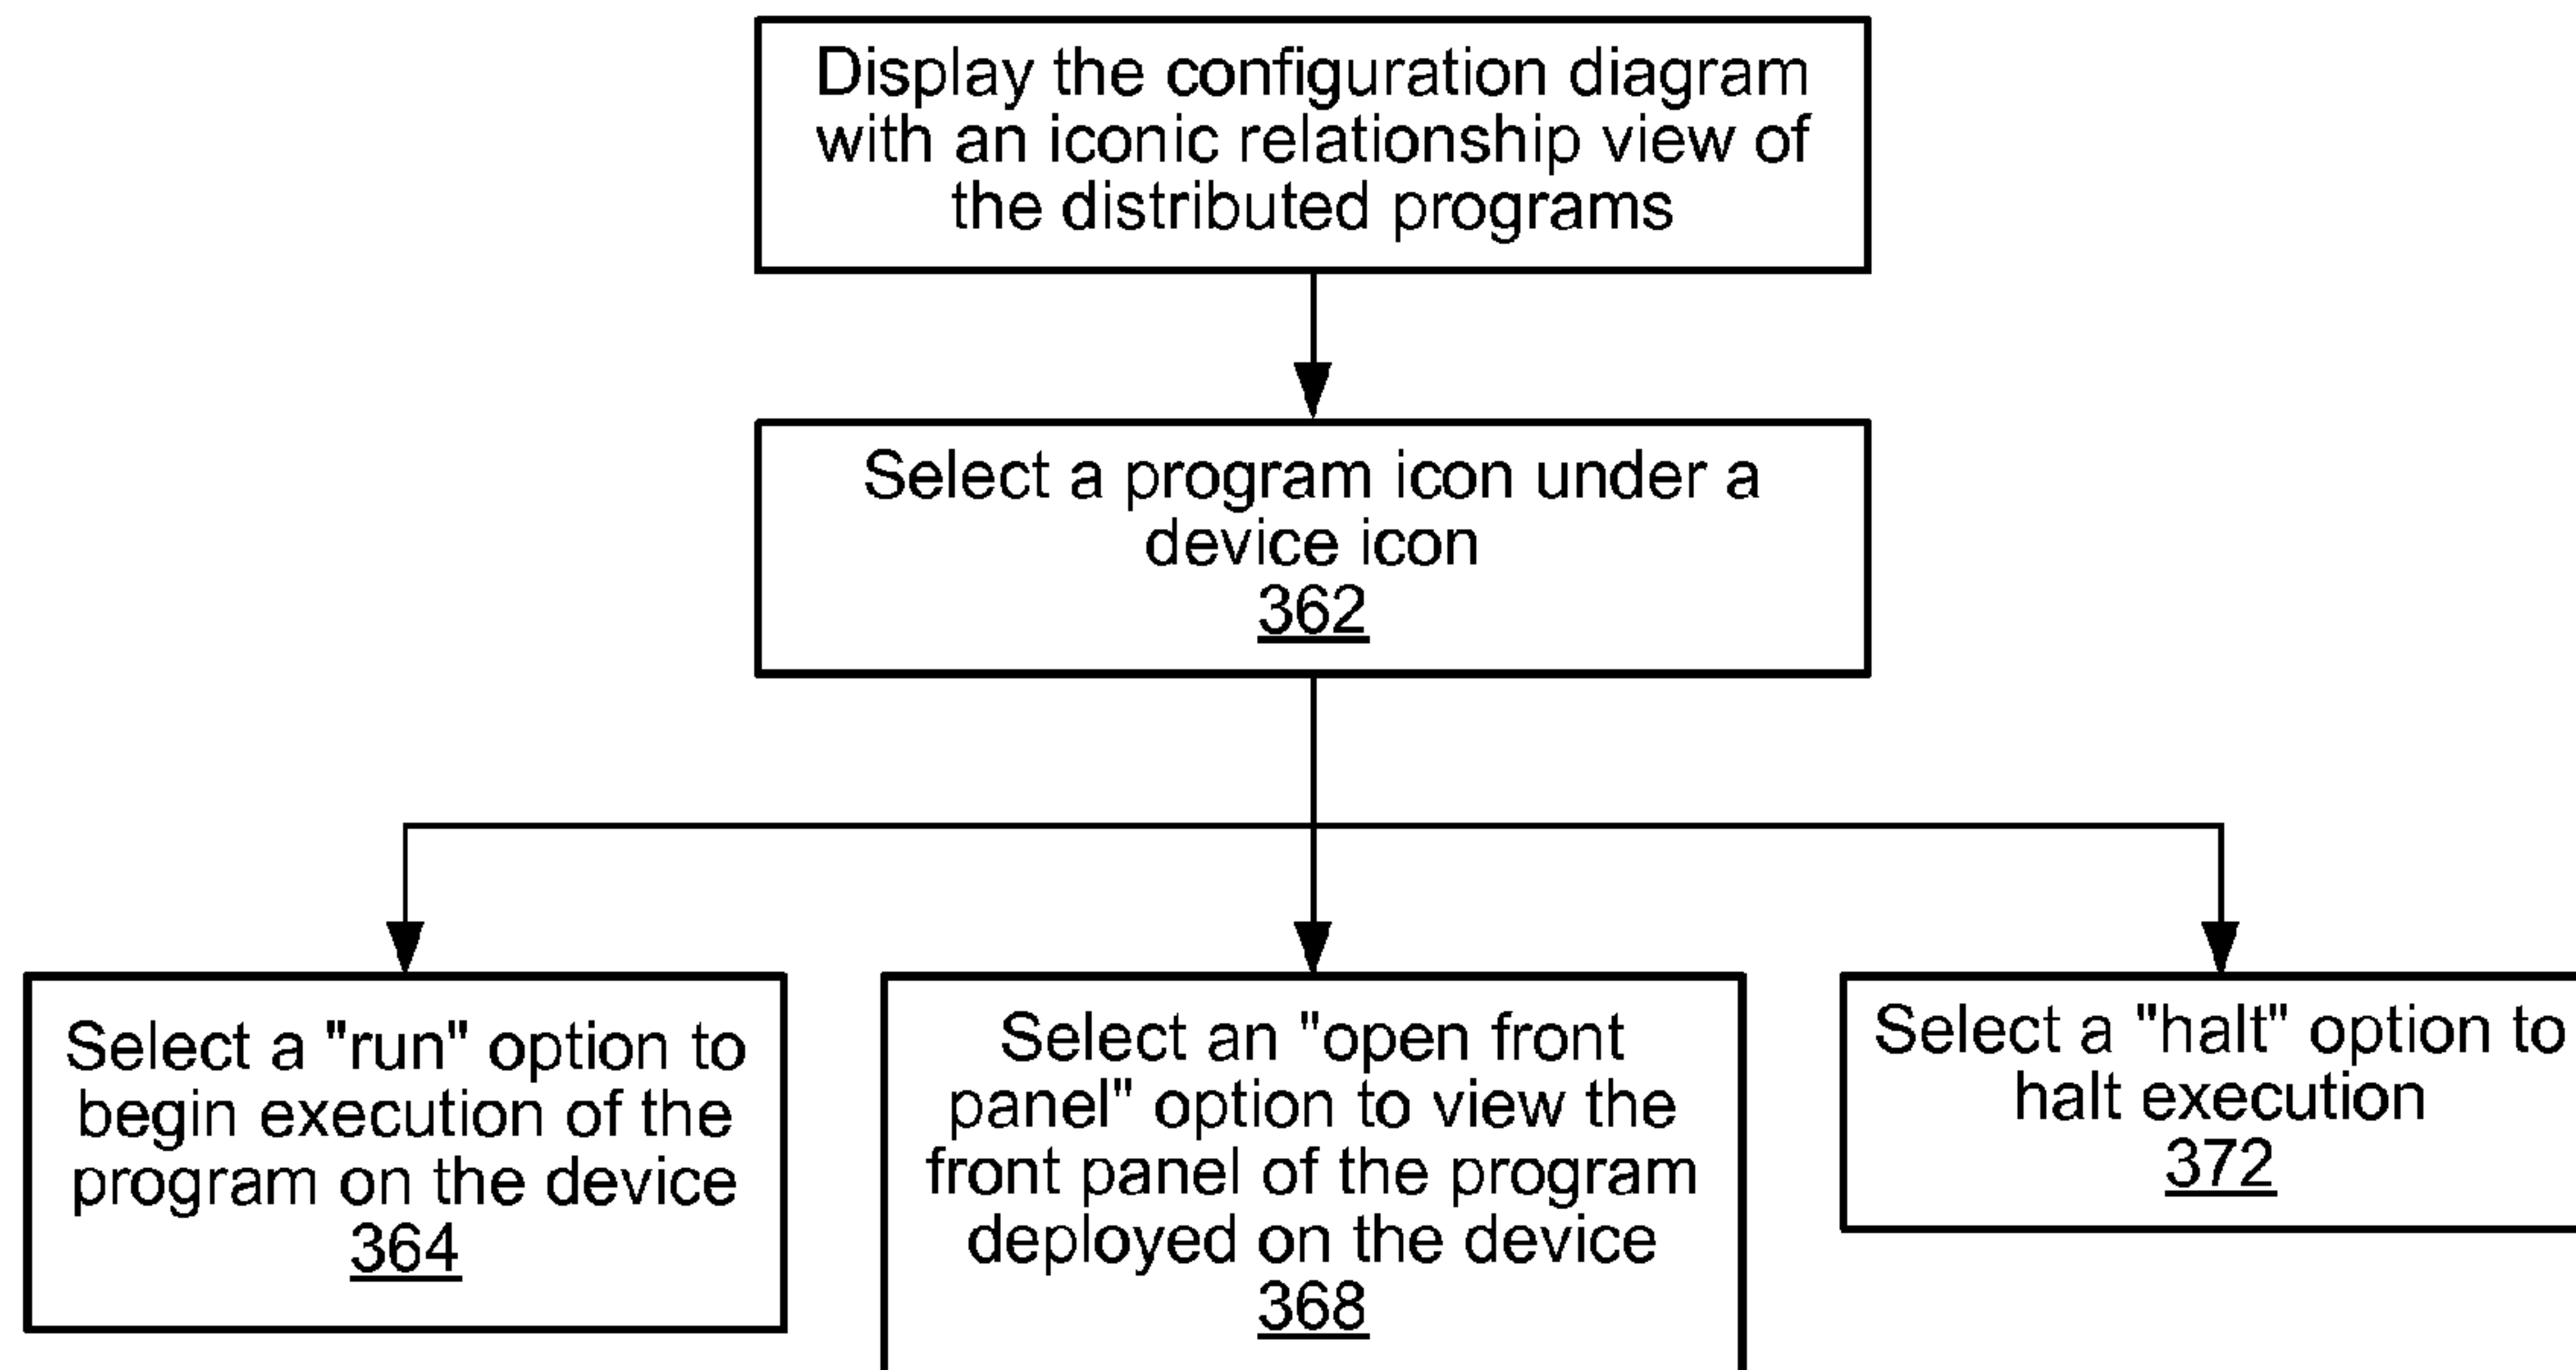 Display the configuration diagram
with an iconic relationship view of
the distributed programs
Select a program icon under a
device icon
362
Select a "run" option to
begin execution of the
program on the device
364
Select an "open front
panel" option to view the
front panel of the program
deployed on the device
368
Select a "halt" option to
halt execution
372